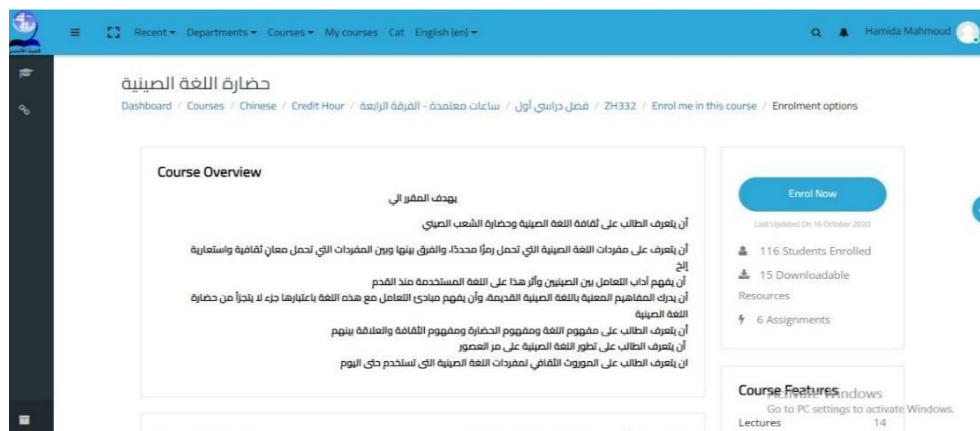 Recent Departments Courses My courses Cat English (en) Hamida Mahmoud
حضارة اللغة الصينية
Dashboard / Courses / Chinese / Credit Hour / ساعات معتمدة - الفرقة الرابعة / فصل دراسي أول / ZH332 / Enrol me in this course / Enrolment options
Course Overview
يهدف المقرر الي
أن يتعرف الطالب على ثقافة اللغة الصينية وحضارة الشعب الصيني
أن يتعرف على مفردات اللغة الصينية التي تحمل رمزًا محددًا، والفرق بينها وبين المفردات التي تحمل معانٍ ثقافية واستعارية
إلخ
أن يفهم آداب التعامل بين الصينيين وأثر هذا على اللغة المستخدمة منذ القدم
أن يدرك المفاهيم المعنية باللغة الصينية القديمة، وأن يفهم مبادئ التعامل مع هذه اللغة باعتبارها جزء لا يتجزأ من حضارة
اللغة الصينية
أن يتعرف الطالب على مفهوم اللغة ومفهوم الحضارة ومفهوم الثقافة والعلاقة بينهم
أن يتعرف الطالب على تطور اللغة الصينية على مر العصور
ان يتعرف الطالب على الموروث الثقافي لمفردات اللغة الصينية التى تستخدم حتى اليوم
Enrol Now
Last Updated On 16 October 2020
116 Students Enrolled
15 Downloadable
Resources
6 Assignments
Course Features
Activate Windows
Go to PC settings to activate Windows.
Lectures 14